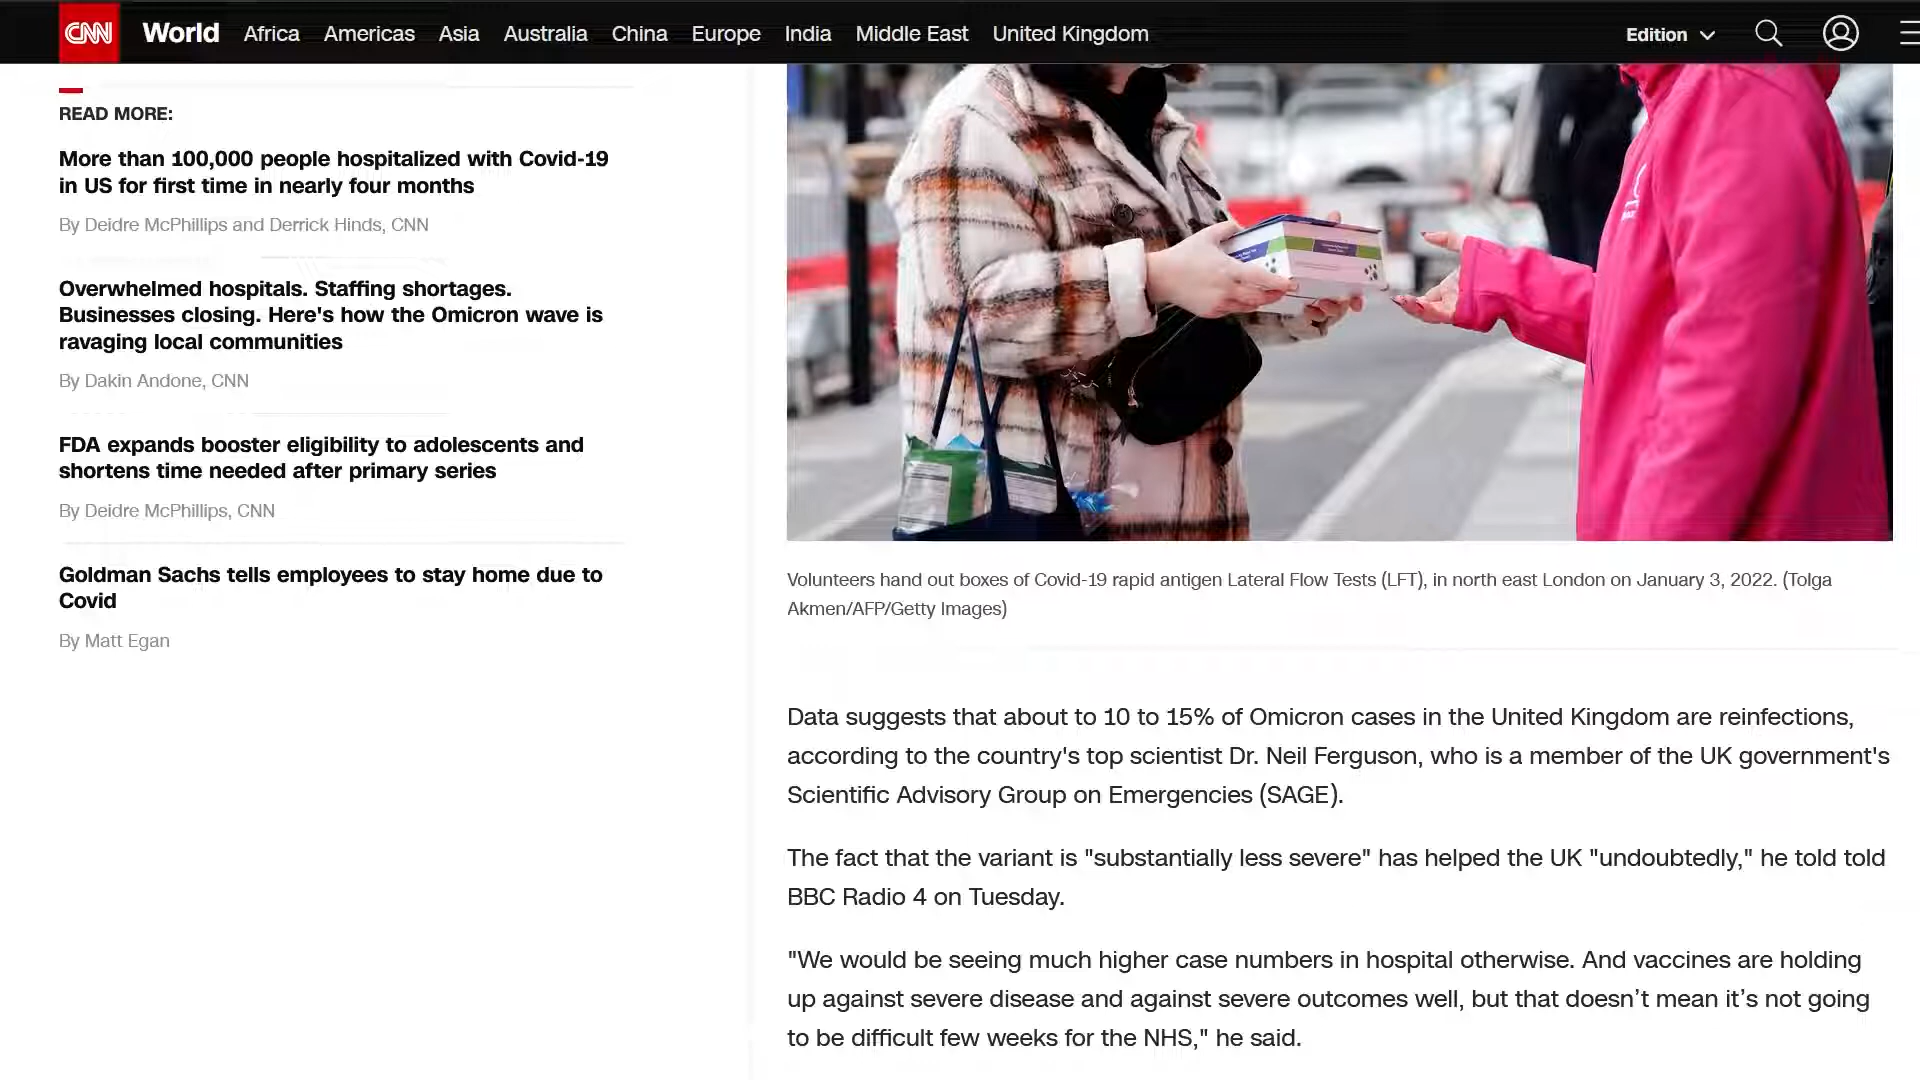 CNN World Africa Americas Asia Australia China Europe India Middle East United Kingdom Edition
READ MORE:
More than 100,000 people hospitalized with Covid-19
in US for first time in nearly four months
By Deidre McPhillips and Derrick Hinds, CNN
Overwhelmed hospitals. Staffing shortages.
Businesses closing. Here's how the Omicron wave is
ravaging local communities
By Dakin Andone, CNN
FDA expands booster eligibility to adolescents and
shortens time needed after primary series
By Deidre McPhillips, CNN
Goldman Sachs tells employees to stay home due to
Covid
By Matt Egan
Volunteers hand out boxes of Covid-19 rapid antigen Lateral Flow Tests (LFT), in north east London on January 3, 2022. (Tolga
Akmen/AFP/Getty Images)
Data suggests that about to 10 to 15% of Omicron cases in the United Kingdom are reinfections,
according to the country's top scientist Dr. Neil Ferguson, who is a member of the UK government's
Scientific Advisory Group on Emergencies (SAGE).
The fact that the variant is "substantially less severe" has helped the UK "undoubtedly," he told told
BBC Radio 4 on Tuesday.
"We would be seeing much higher case numbers in hospital otherwise. And vaccines are holding
up against severe disease and against severe outcomes well, but that doesn’t mean it’s not going
to be difficult few weeks for the NHS," he said.